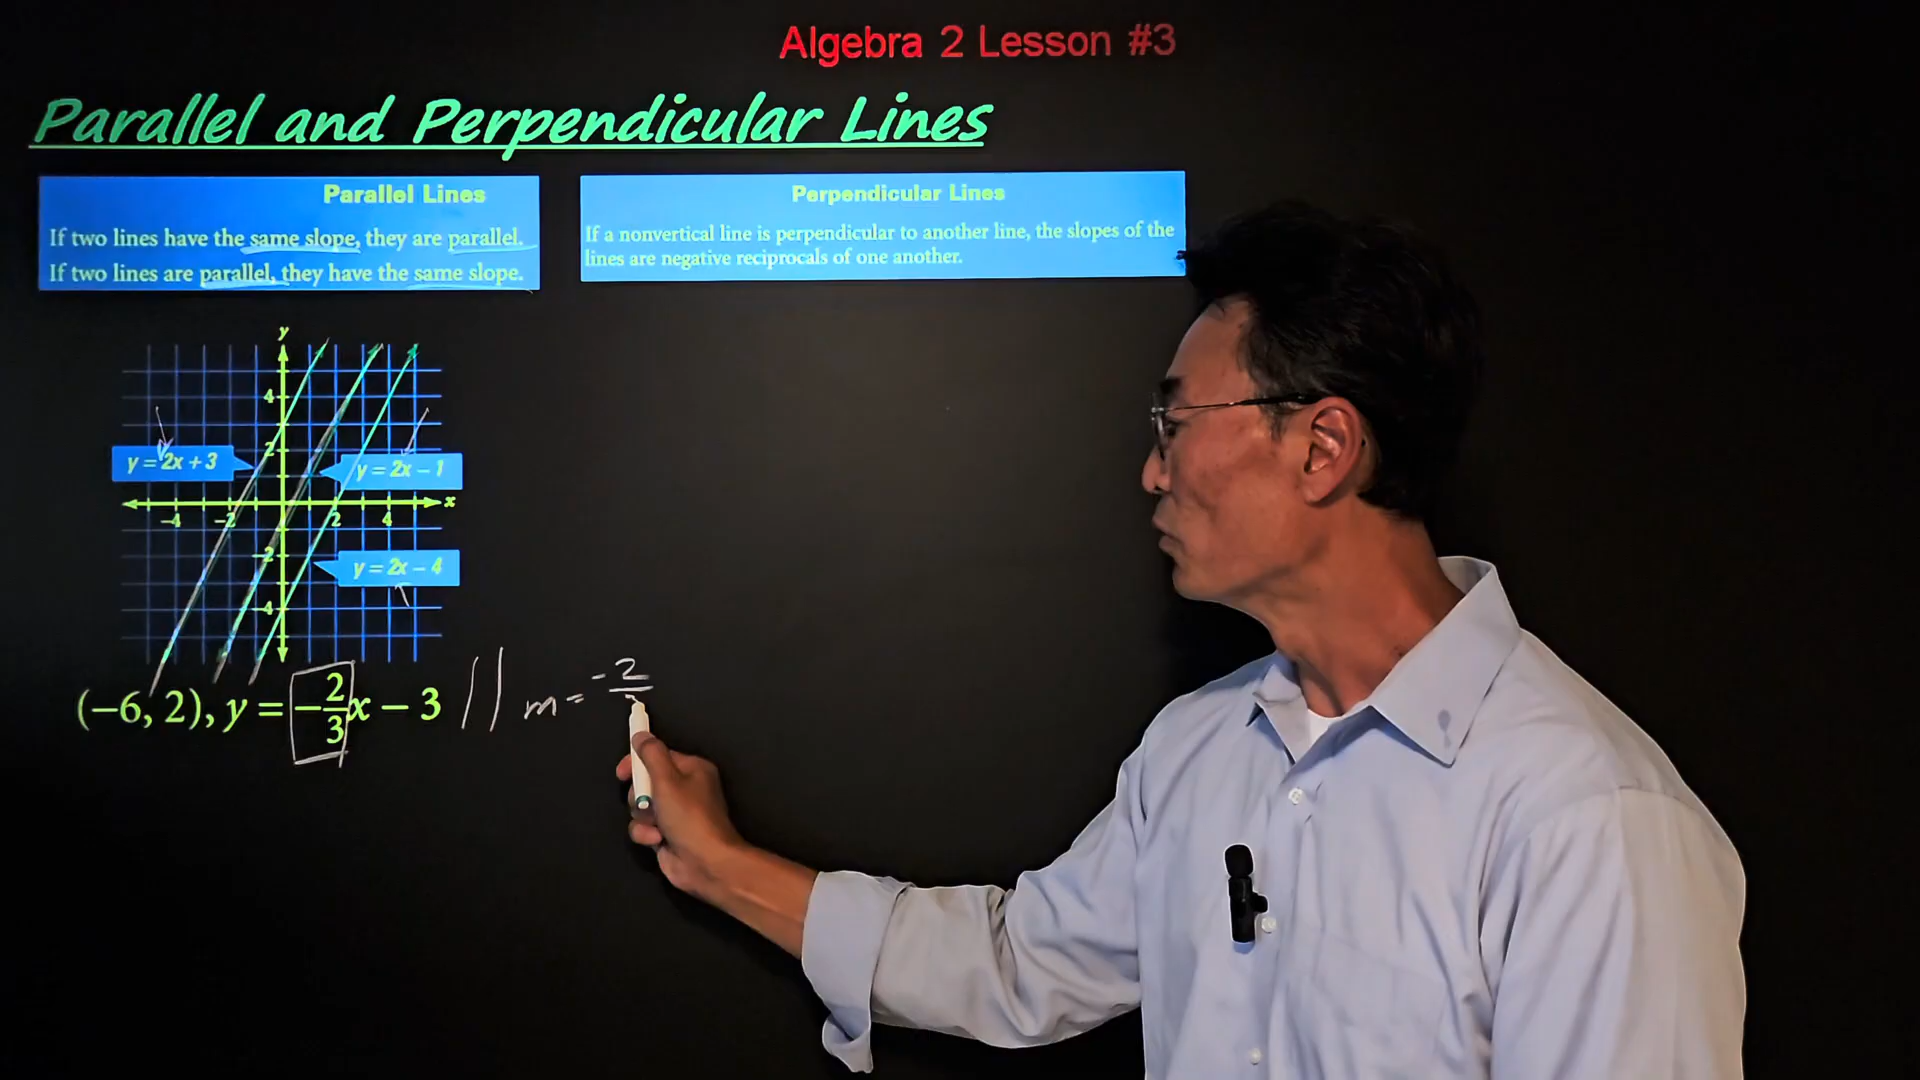 Algebra 2 Lesson #3
Parallel and Perpendicular Lines
Parallel Lines
If two lines have the same slope, they are parallel.
If two lines are parallel, they have the same slope.
Perpendicular Lines
If a nonvertical line is perpendicular to another line, the slopes of the
lines are negative reciprocals of one another.
y
4
2
y = 2x + 3
y = 2x − 1
x
−4 −2 2 4
−2
y = 2x − 4
−4
(−6, 2), y = −2/3x − 3 || m = -2/